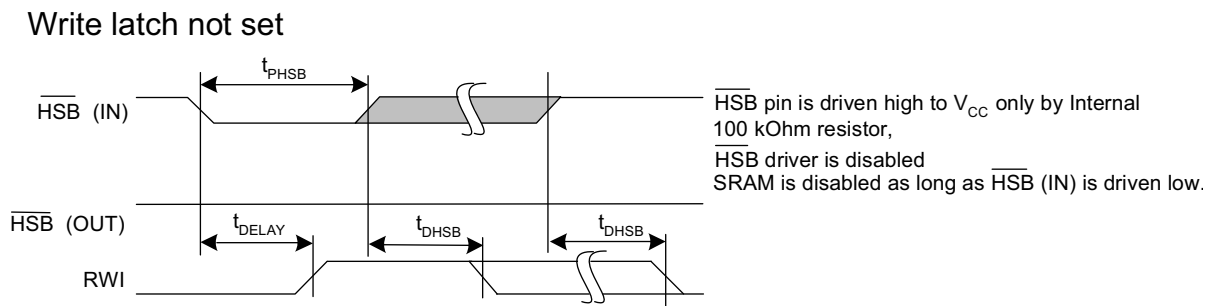 Write latch not set
tPHSB
HSB (IN)
HSB pin is driven high to VCC only by Internal
100 kOhm resistor,
HSB driver is disabled
SRAM is disabled as long as HSB (IN) is driven low.
HSB (OUT)
tDELAY
tDHSB
tDHSB
RWI